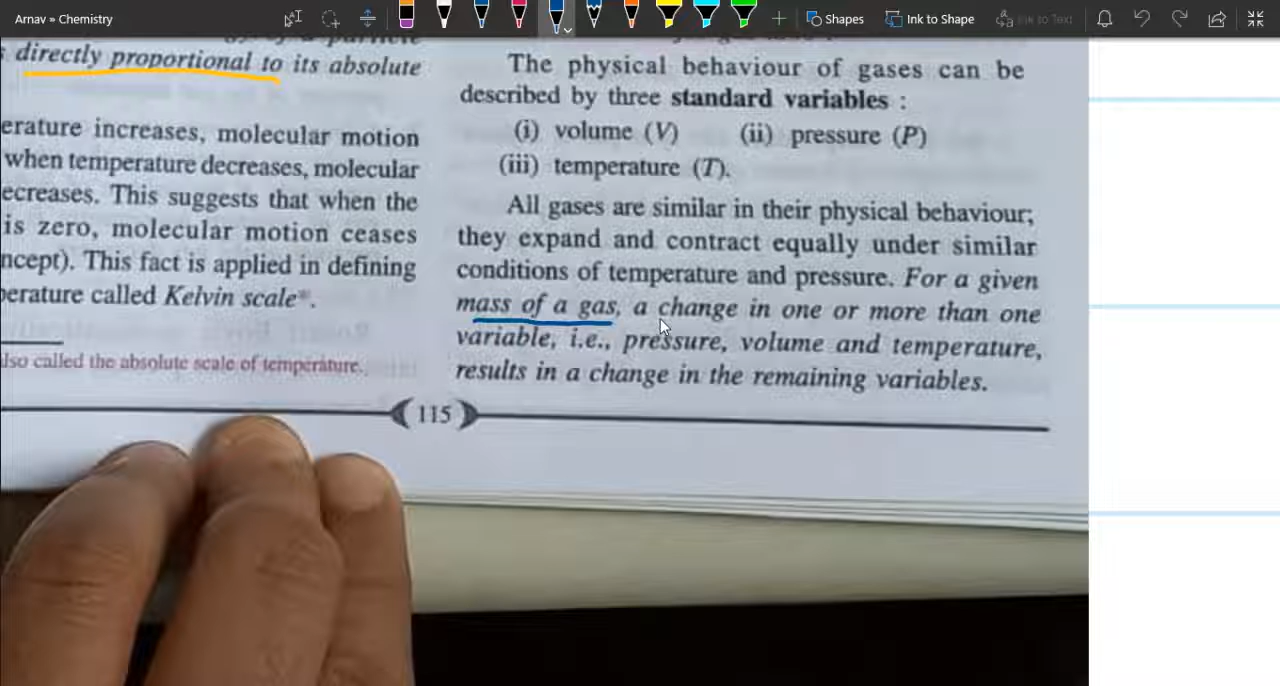 Arnav » Chemistry
Shapes
Ink to Shape
Ink to Text
directly proportional to its absolute
erature increases, molecular motion
when temperature decreases, molecular
ecreases. This suggests that when the
is zero, molecular motion ceases
ncept). This fact is applied in defining
perature called Kelvin scale*.
lso called the absolute scale of temperature.
The physical behaviour of gases can be
described by three standard variables :
(i) volume (V) (ii) pressure (P)
(iii) temperature (T).
All gases are similar in their physical behaviour;
they expand and contract equally under similar
conditions of temperature and pressure. For a given
mass of a gas, a change in one or more than one
variable, i.e., pressure, volume and temperature,
results in a change in the remaining variables.
115